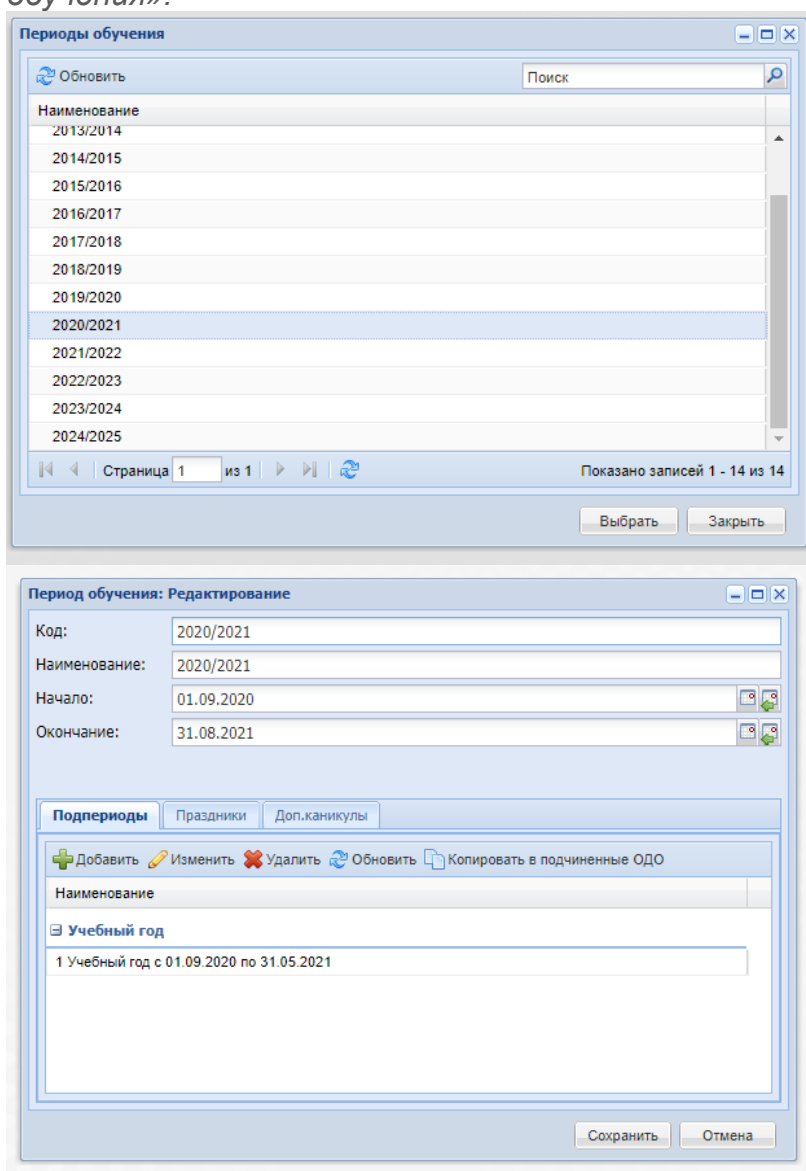 обучения».
Периоды обучения
Обновить
Поиск
Наименование
2013/2014
2014/2015
2015/2016
2016/2017
2017/2018
2018/2019
2019/2020
2020/2021
2021/2022
2022/2023
2023/2024
2024/2025
Страница 1 из 1 Показано записей 1 - 14 из 14
Выбрать Закрыть
Период обучения: Редактирование
Код: 2020/2021
Наименование: 2020/2021
Начало: 01.09.2020
Окончание: 31.08.2021
Подпериоды Праздники Доп.каникулы
Добавить Изменить Удалить Обновить Копировать в подчиненные ОДО
Наименование
Учебный год
1 Учебный год с 01.09.2020 по 31.05.2021
Сохранить Отмена